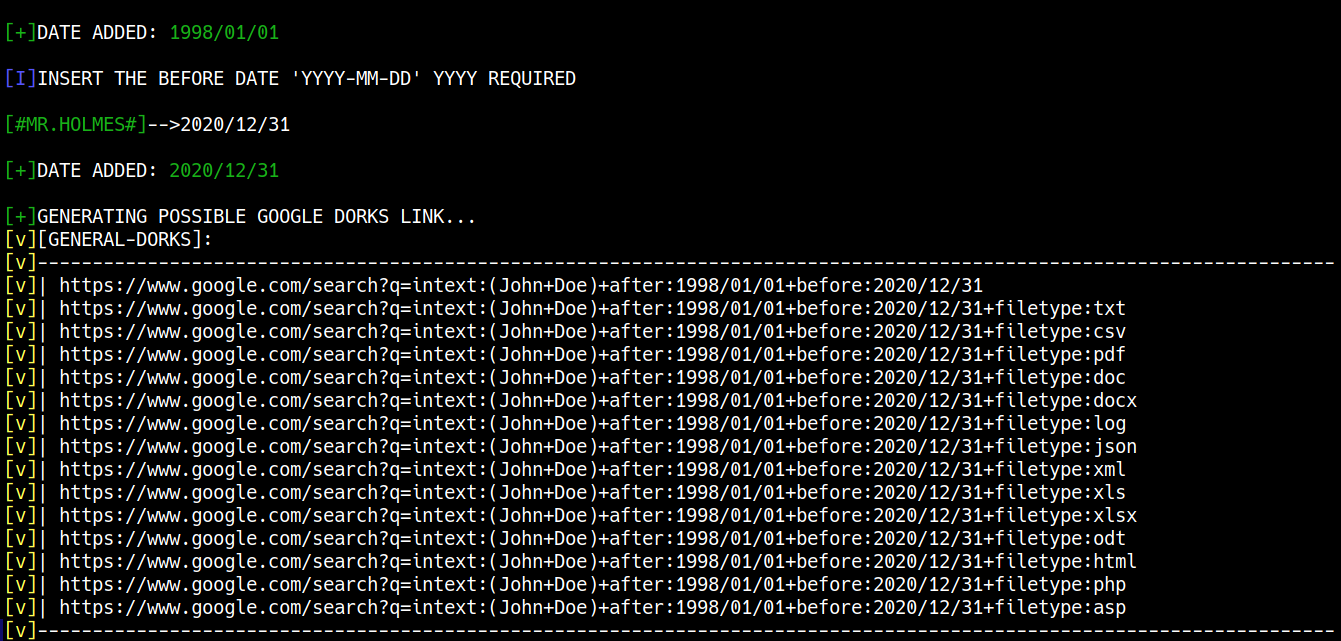 [+]DATE ADDED: 1998/01/01
[I]INSERT THE BEFORE DATE 'YYYY-MM-DD' YYYY REQUIRED
[#MR.HOLMES#]-->2020/12/31
[+]DATE ADDED: 2020/12/31
[+]GENERATING POSSIBLE GOOGLE DORKS LINK...
[v][GENERAL-DORKS]:
[v]----------------------------------------------------------------------------------------------------------------------
[v]| https://www.google.com/search?q=intext:(John+Doe)+after:1998/01/01+before:2020/12/31
[v]| https://www.google.com/search?q=intext:(John+Doe)+after:1998/01/01+before:2020/12/31+filetype:txt
[v]| https://www.google.com/search?q=intext:(John+Doe)+after:1998/01/01+before:2020/12/31+filetype:csv
[v]| https://www.google.com/search?q=intext:(John+Doe)+after:1998/01/01+before:2020/12/31+filetype:pdf
[v]| https://www.google.com/search?q=intext:(John+Doe)+after:1998/01/01+before:2020/12/31+filetype:doc
[v]| https://www.google.com/search?q=intext:(John+Doe)+after:1998/01/01+before:2020/12/31+filetype:docx
[v]| https://www.google.com/search?q=intext:(John+Doe)+after:1998/01/01+before:2020/12/31+filetype:log
[v]| https://www.google.com/search?q=intext:(John+Doe)+after:1998/01/01+before:2020/12/31+filetype:json
[v]| https://www.google.com/search?q=intext:(John+Doe)+after:1998/01/01+before:2020/12/31+filetype:xml
[v]| https://www.google.com/search?q=intext:(John+Doe)+after:1998/01/01+before:2020/12/31+filetype:xls
[v]| https://www.google.com/search?q=intext:(John+Doe)+after:1998/01/01+before:2020/12/31+filetype:xlsx
[v]| https://www.google.com/search?q=intext:(John+Doe)+after:1998/01/01+before:2020/12/31+filetype:odt
[v]| https://www.google.com/search?q=intext:(John+Doe)+after:1998/01/01+before:2020/12/31+filetype:html
[v]| https://www.google.com/search?q=intext:(John+Doe)+after:1998/01/01+before:2020/12/31+filetype:php
[v]| https://www.google.com/search?q=intext:(John+Doe)+after:1998/01/01+before:2020/12/31+filetype:asp
[v]----------------------------------------------------------------------------------------------------------------------